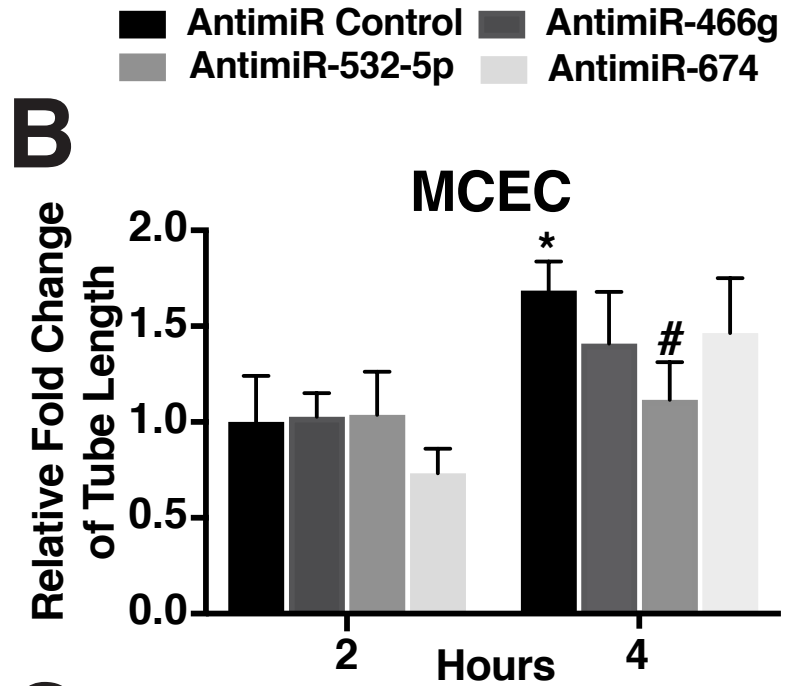 AntimiR Control AntimiR-466g
AntimiR-532-5p AntimiR-674
B
MCEC
Relative Fold Change
of Tube Length
2.0
1.5
1.0
0.5
0.0
*
#
2 4
Hours